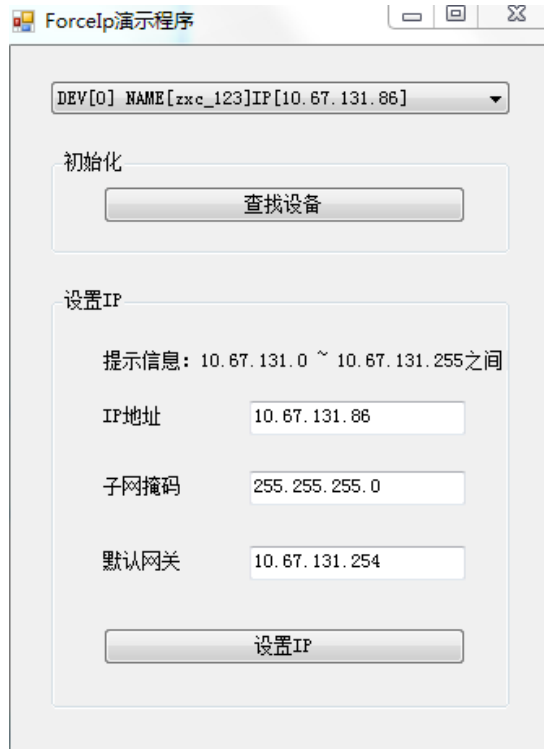 ForceIp演示程序
DEV[0] NAME[zxc_123]IP[10.67.131.86]
初始化
查找设备
设置IP
提示信息：10.67.131.0 ~ 10.67.131.255之间
IP地址 10.67.131.86
子网掩码 255.255.255.0
默认网关 10.67.131.254
设置IP